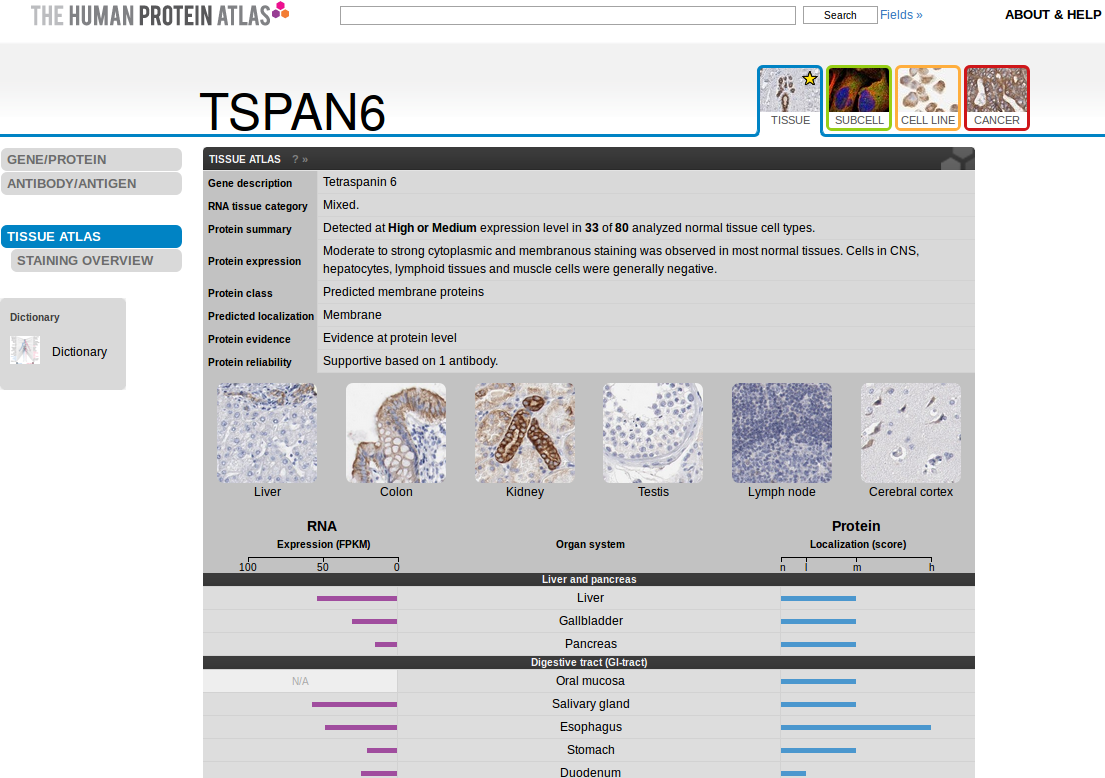 THE HUMAN PROTEIN ATLAS
Search
Fields »
ABOUT & HELP
TSPAN6
TISSUE
SUBCELL
CELL LINE
CANCER
GENE/PROTEIN
ANTIBODY/ANTIGEN
TISSUE ATLAS
STAINING OVERVIEW
Dictionary
Dictionary
TISSUE ATLAS ? »
Gene description Tetraspanin 6
RNA tissue category Mixed.
Protein summary Detected at High or Medium expression level in 33 of 80 analyzed normal tissue cell types.
Protein expression Moderate to strong cytoplasmic and membranous staining was observed in most normal tissues. Cells in CNS,
hepatocytes, lymphoid tissues and muscle cells were generally negative.
Protein class Predicted membrane proteins
Predicted localization Membrane
Protein evidence Evidence at protein level
Protein reliability Supportive based on 1 antibody.
Liver Colon Kidney Testis Lymph node Cerebral cortex
RNA Protein
Expression (FPKM) Organ system Localization (score)
100 50 0 n l m h
Liver and pancreas
Liver
Gallbladder
Pancreas
Digestive tract (GI-tract)
N/A Oral mucosa
Salivary gland
Esophagus
Stomach
Duodenum